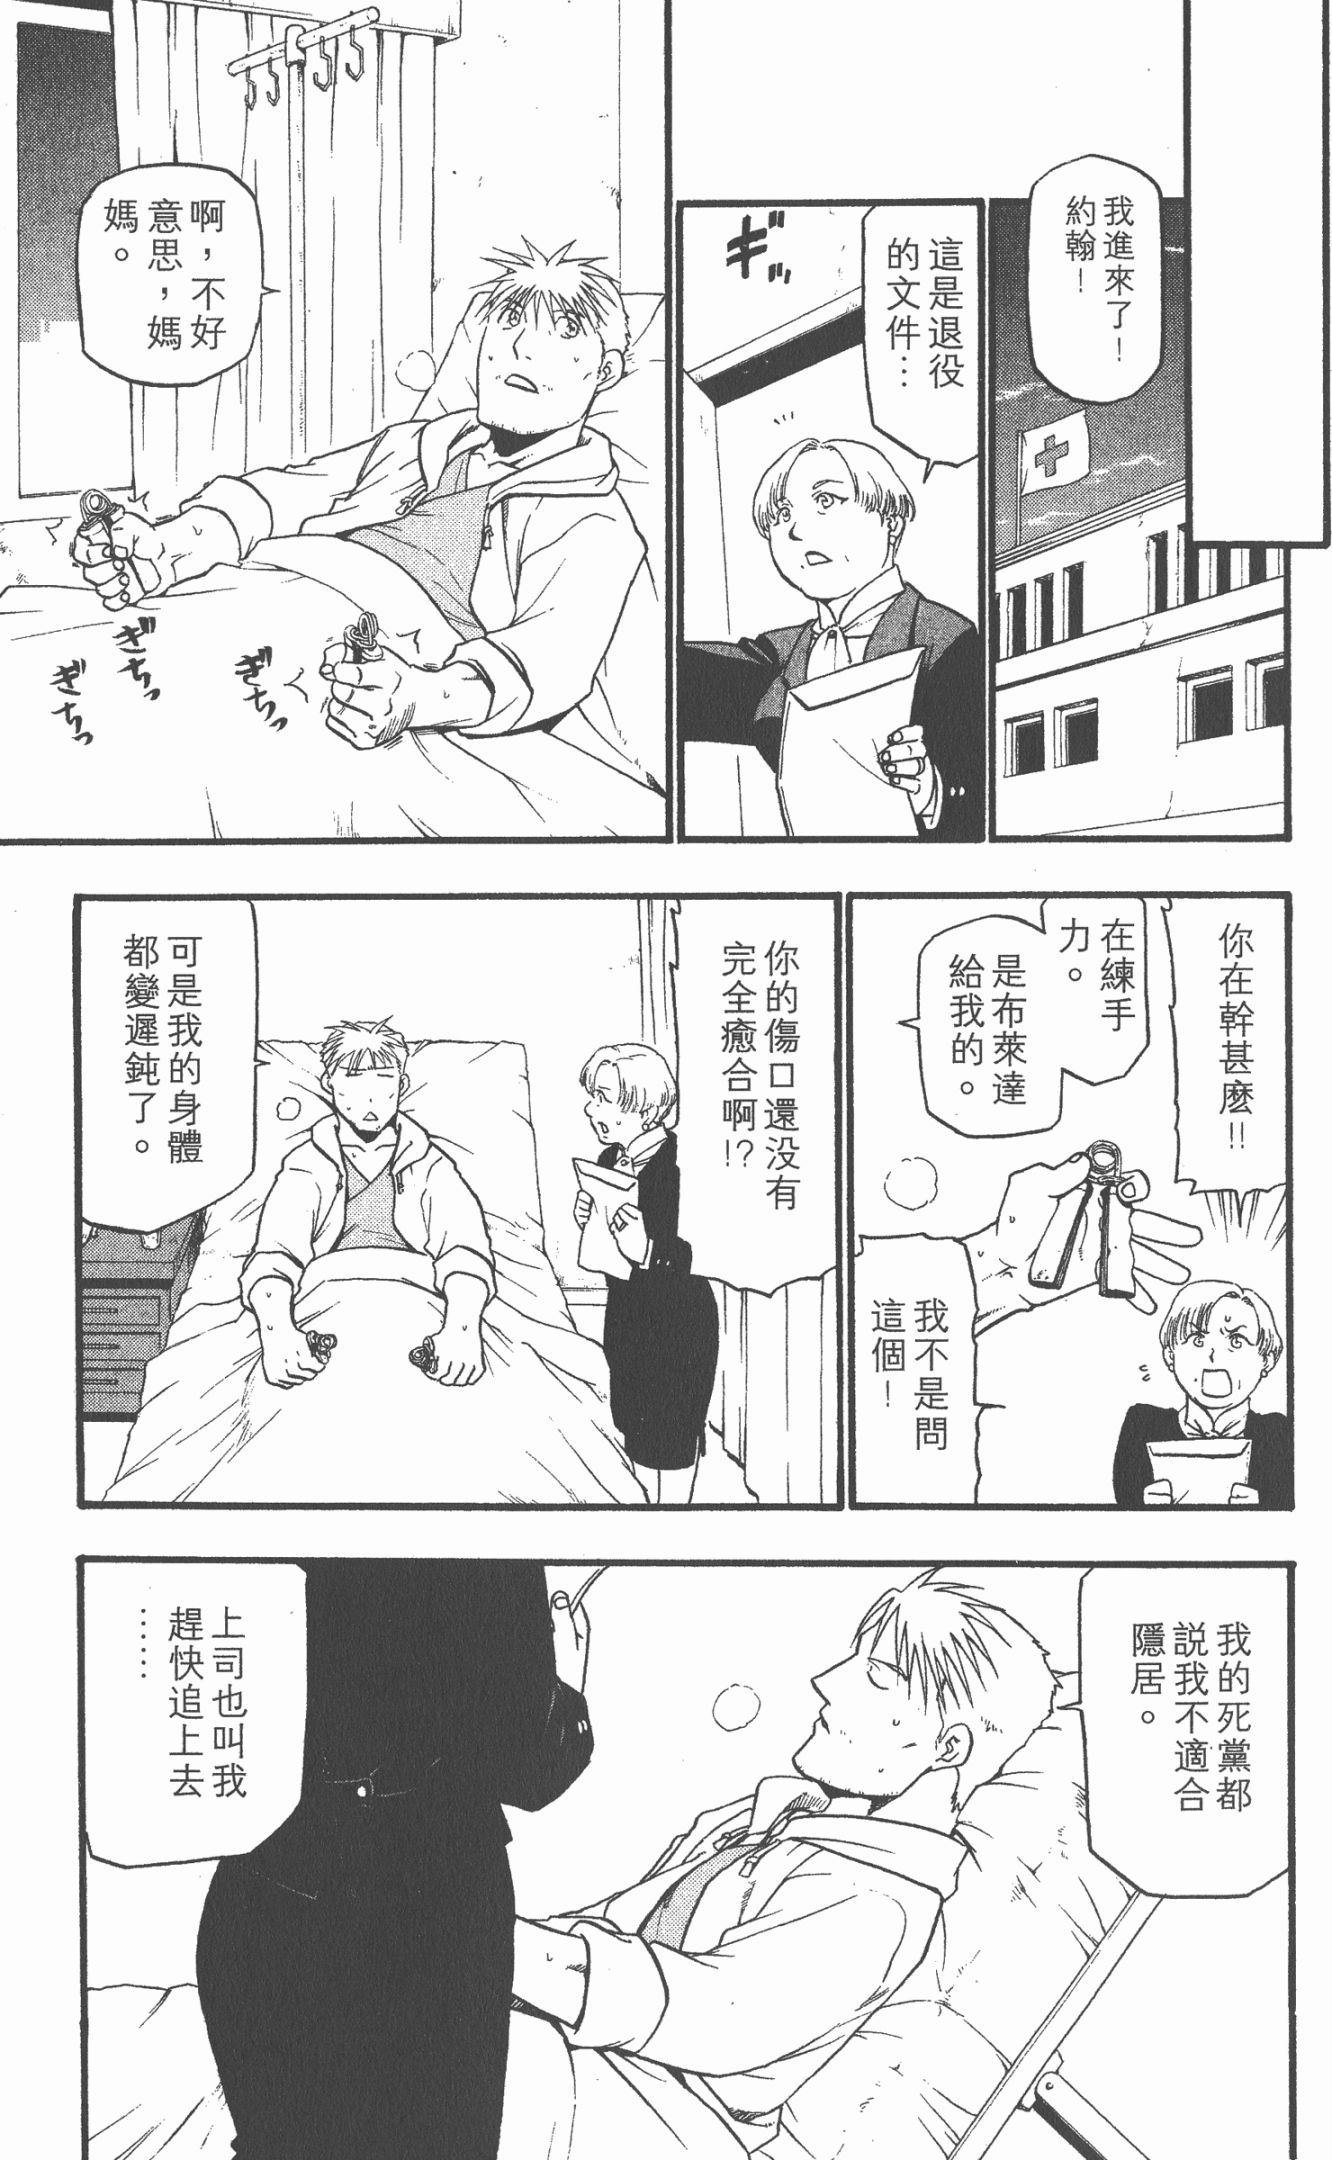 我進來了！
約翰！
這是退役
的文件…
ギッ
啊，不好
意思，媽
媽。
ぎちっ
ぎちっ
ぎちっ
你在幹甚麽!!
在練手
力。
是布萊達
給我的。
我不是問
這個！
你的傷口還没有
完全癒合啊!?
可是我的身體
都變遲鈍了。
我的死黨都
説我不適合
隱居。
上司也叫我
趕快追上去
……